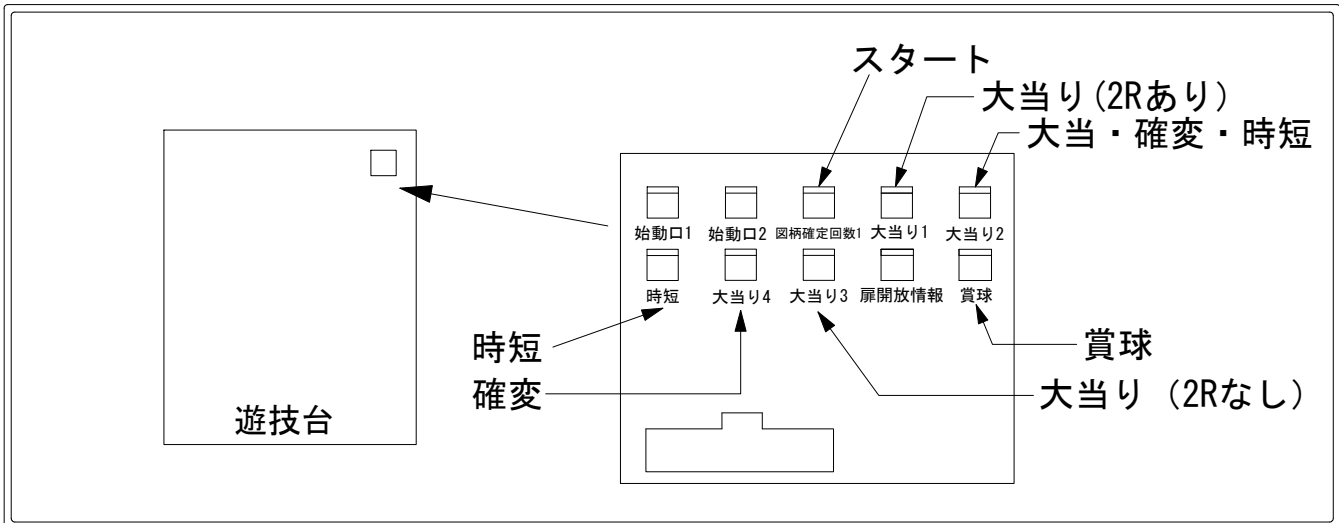 スタート
大当り(2Rあり)
大当・確変・時短
始動口1 始動口2 図柄確定回数1 大当り1 大当り2
時短 大当り4 大当り3 扉開放情報 賞球
時短
賞球
確変
大当り (2Rなし)
遊技台